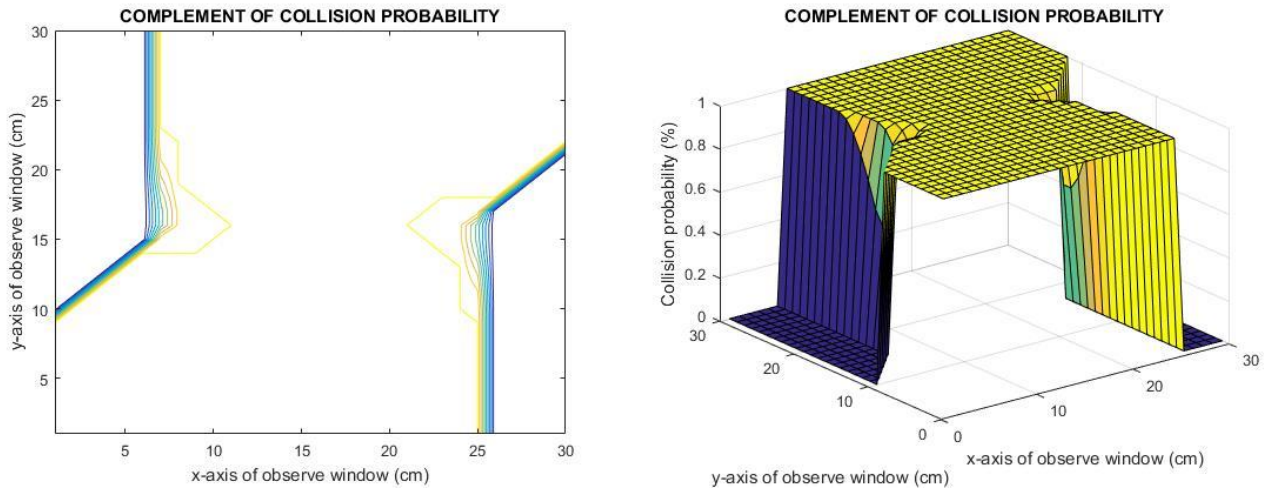 COMPLEMENT OF COLLISION PROBABILITY
30
25
20
15
10
5
y-axis of observe window (cm)
5 10 15 20 25 30
x-axis of observe window (cm)
COMPLEMENT OF COLLISION PROBABILITY
1
0.8
0.6
0.4
0.2
0
Collision probability (%)
30
20
10
0
y-axis of observe window (cm)
0
10
20
30
x-axis of observe window (cm)